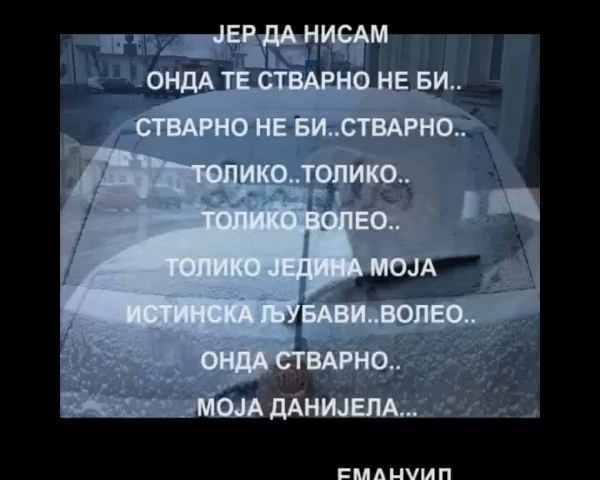 ЈЕР ДА НИСАМ
ОНДА ТЕ СТВАРНО НЕ БИ..
СТВАРНО НЕ БИ..СТВАРНО..
ТОЛИКО..ТОЛИКО..
ТОЛИКО ВОЛЕО..
ТОЛИКО ЈЕДИНА МОЈА
ИСТИНСКА ЉУБАВИ..ВОЛЕО..
ОНДА СТВАРНО..
МОЈА ДАНИЈЕЛА...
ЕМАНУИЛ